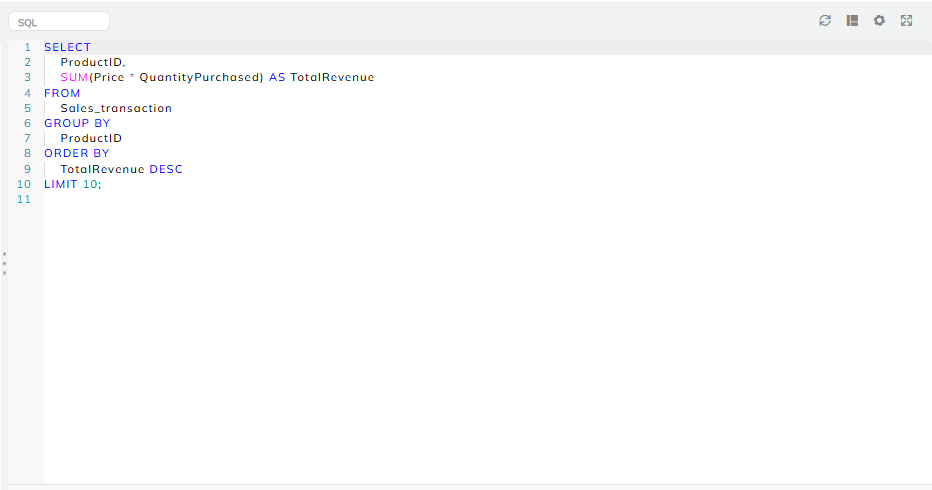 SQL
1 SELECT
2 ProductID,
3 SUM(Price * QuantityPurchased) AS TotalRevenue
4 FROM
5 Sales_transaction
6 GROUP BY
7 ProductID
8 ORDER BY
9 TotalRevenue DESC
10 LIMIT 10;
11